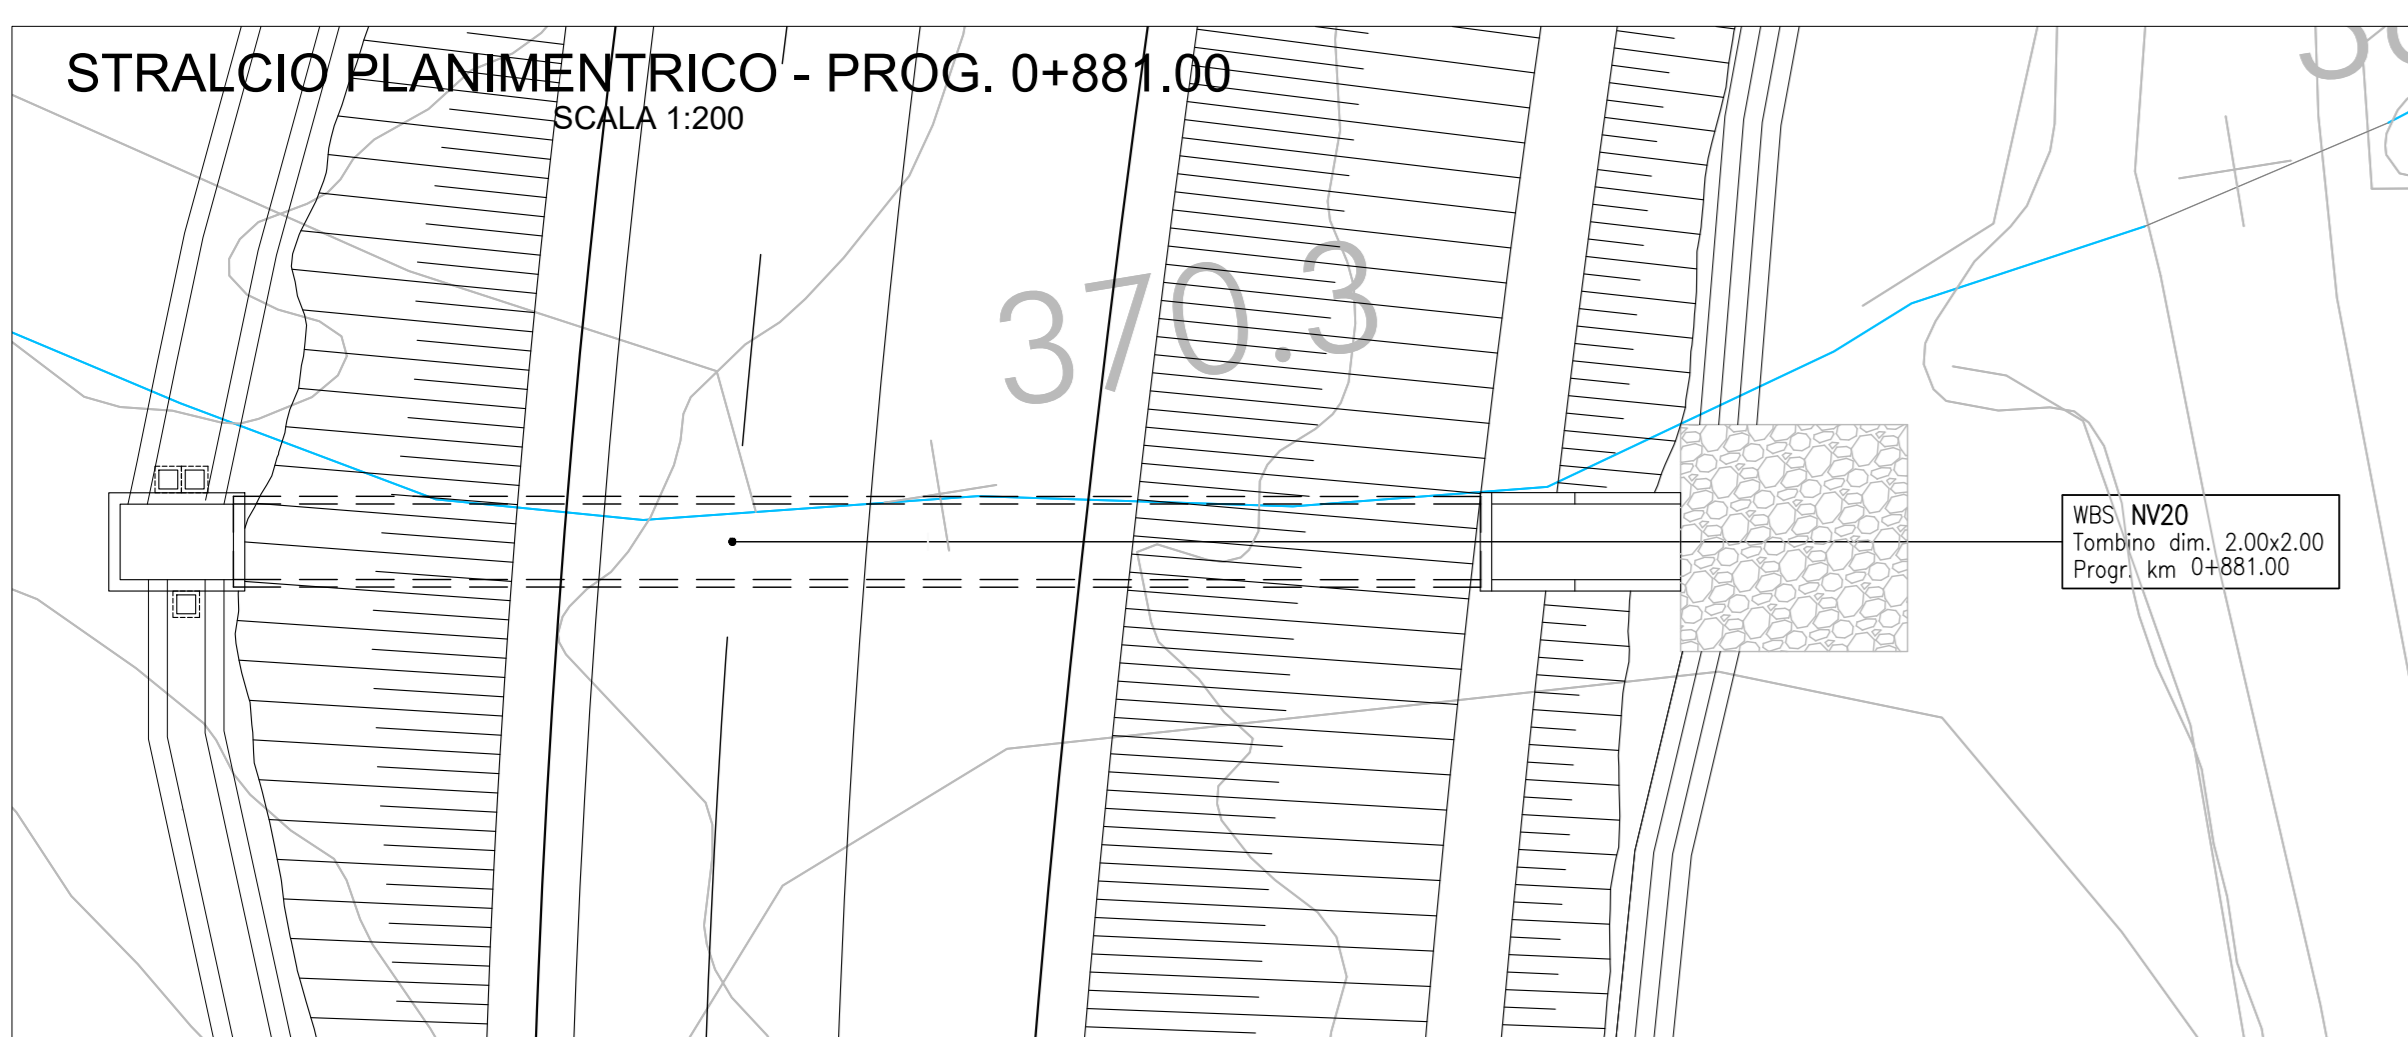 STRALCIO PLANIMENTRICO - PROG. 0+881.00
SCALA 1:200
370.3
WBS NV20
Tombino dim. 2.00x2.00
Progr. km 0+881.00